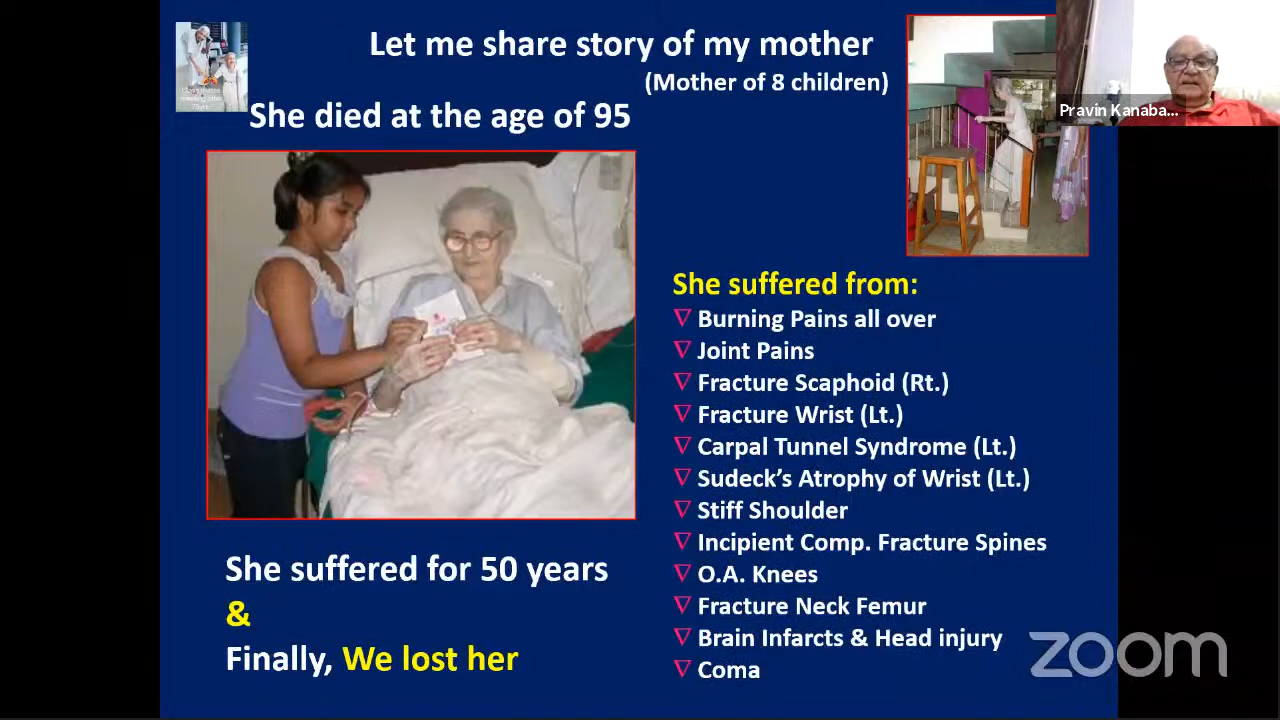 Let me share story of my mother
(Mother of 8 children)
She died at the age of 95
Pravin Kanaba...
She suffered from:
∇ Burning Pains all over
∇ Joint Pains
∇ Fracture Scaphoid (Rt.)
∇ Fracture Wrist (Lt.)
∇ Carpal Tunnel Syndrome (Lt.)
∇ Sudeck's Atrophy of Wrist (Lt.)
∇ Stiff Shoulder
∇ Incipient Comp. Fracture Spines
∇ O.A. Knees
∇ Fracture Neck Femur
∇ Brain Infarcts & Head injury
∇ Coma
She suffered for 50 years
&
Finally, We lost her
zoom